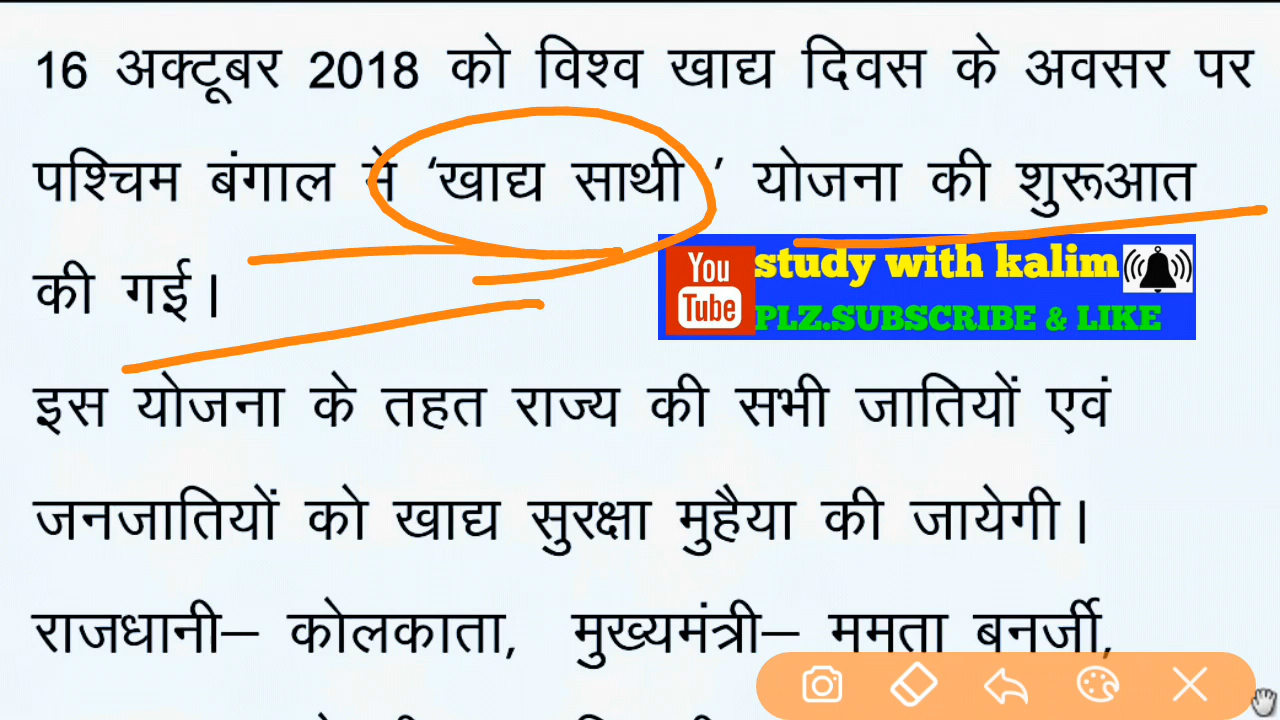 16 अक्टूबर 2018 को विश्व खाद्य दिवस के अवसर पर
पश्चिम बंगाल मे ‘खाद्य साथी ’ योजना की शुरूआत
की गई।
You Tube
study with kalim
PLZ.SUBSCRIBE & LIKE
इस योजना के तहत राज्य की सभी जातियों एवं
जनजातियों को खाद्य सुरक्षा मुहैया की जायेगी।
राजधानी– कोलकाता, मुख्यमंत्री– ममता बनर्जी,